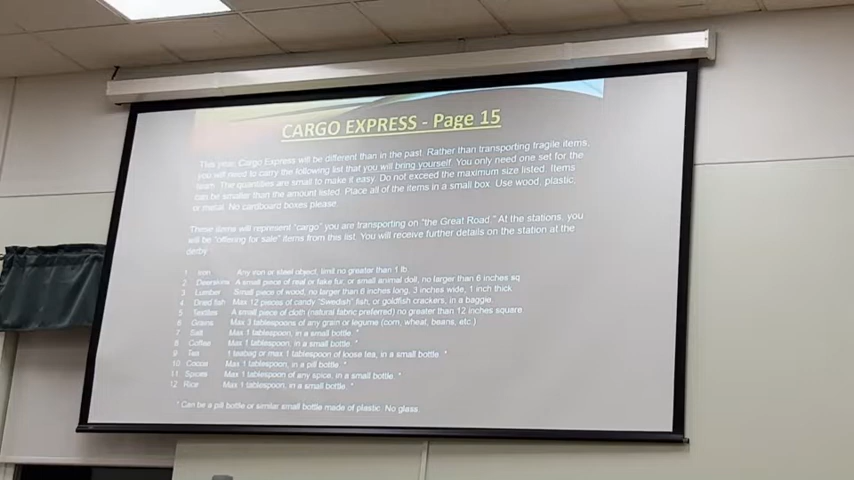 CARGO EXPRESS - Page 15
This year, Cargo Express will be different than in the past. Rather than transporting fragile items,
you will need to carry the following list that you will bring yourself. You only need one set for the
team. The quantities are small to make it easy. Do not exceed the maximum size listed. Items
can be smaller than the amount listed. Place all of the items in a small box. Use wood, plastic,
or metal. No cardboard boxes please.
These items will represent "cargo" you are transporting on "the Great Road." At the stations, you
will be "offering for sale" items from this list. You will receive further details on the station at the
derby.
1 Iron Any iron or steel object, limit no greater than 1 lb.
2 Deerskins A small piece of real or fake fur, or small animal doll, no larger than 6 inches sq
3 Lumber Small piece of wood, no larger than 6 inches long, 3 inches wide, 1 inch thick.
4 Dried fish Max 12 pieces of candy "Swedish" fish, or goldfish crackers, in a baggie.
5 Textiles A small piece of cloth (natural fabric preferred) no greater than 12 inches square.
6 Grains Max 3 tablespoons of any grain or legume (corn, wheat, beans, etc.)
7 Salt Max 1 tablespoon, in a small bottle. *
8 Coffee Max 1 tablespoon, in a small bottle. *
9 Tea 1 teabag or max 1 tablespoon of loose tea, in a small bottle. *
10 Cocoa Max 1 tablespoon, in a pill bottle. *
11 Spices Max 1 tablespoon of any spice, in a small bottle. *
12 Rice Max 1 tablespoon, in a small bottle. *
* Can be a pill bottle or similar small bottle made of plastic. No glass.